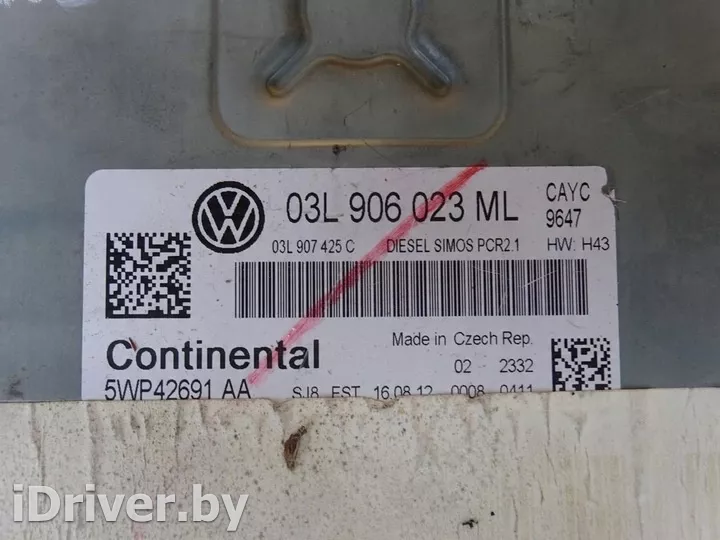 03L 906 023 ML CAYC
9647
03L 907 425 C DIESEL SIMOS PCR2.1 HW: H43
Continental Made in Czech Rep.
02 2332
5WP42691 AA SJ8 EST 16.08.12 0008 0411
iDriver.by